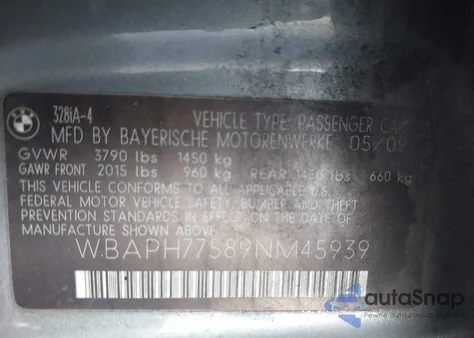 BMW
328iA-4
VEHICLE TYPE: PASSENGER CAR
MFD BY BAYERISCHE MOTORENWERKE 05/09
GVWR 3790 lbs 1450 kg
GAWR FRONT 2015 lbs 960 kg REAR lbs 660 kg
THIS VEHICLE CONFORMS TO ALL APPLICABLE U.S.
FEDERAL MOTOR VEHICLE SAFETY, BUMPER, AND THEFT
PREVENTION STANDARDS IN EFFECT ON THE DATE OF
MANUFACTURE SHOWN ABOVE.
WBAPH77589NM45939
autoSnap